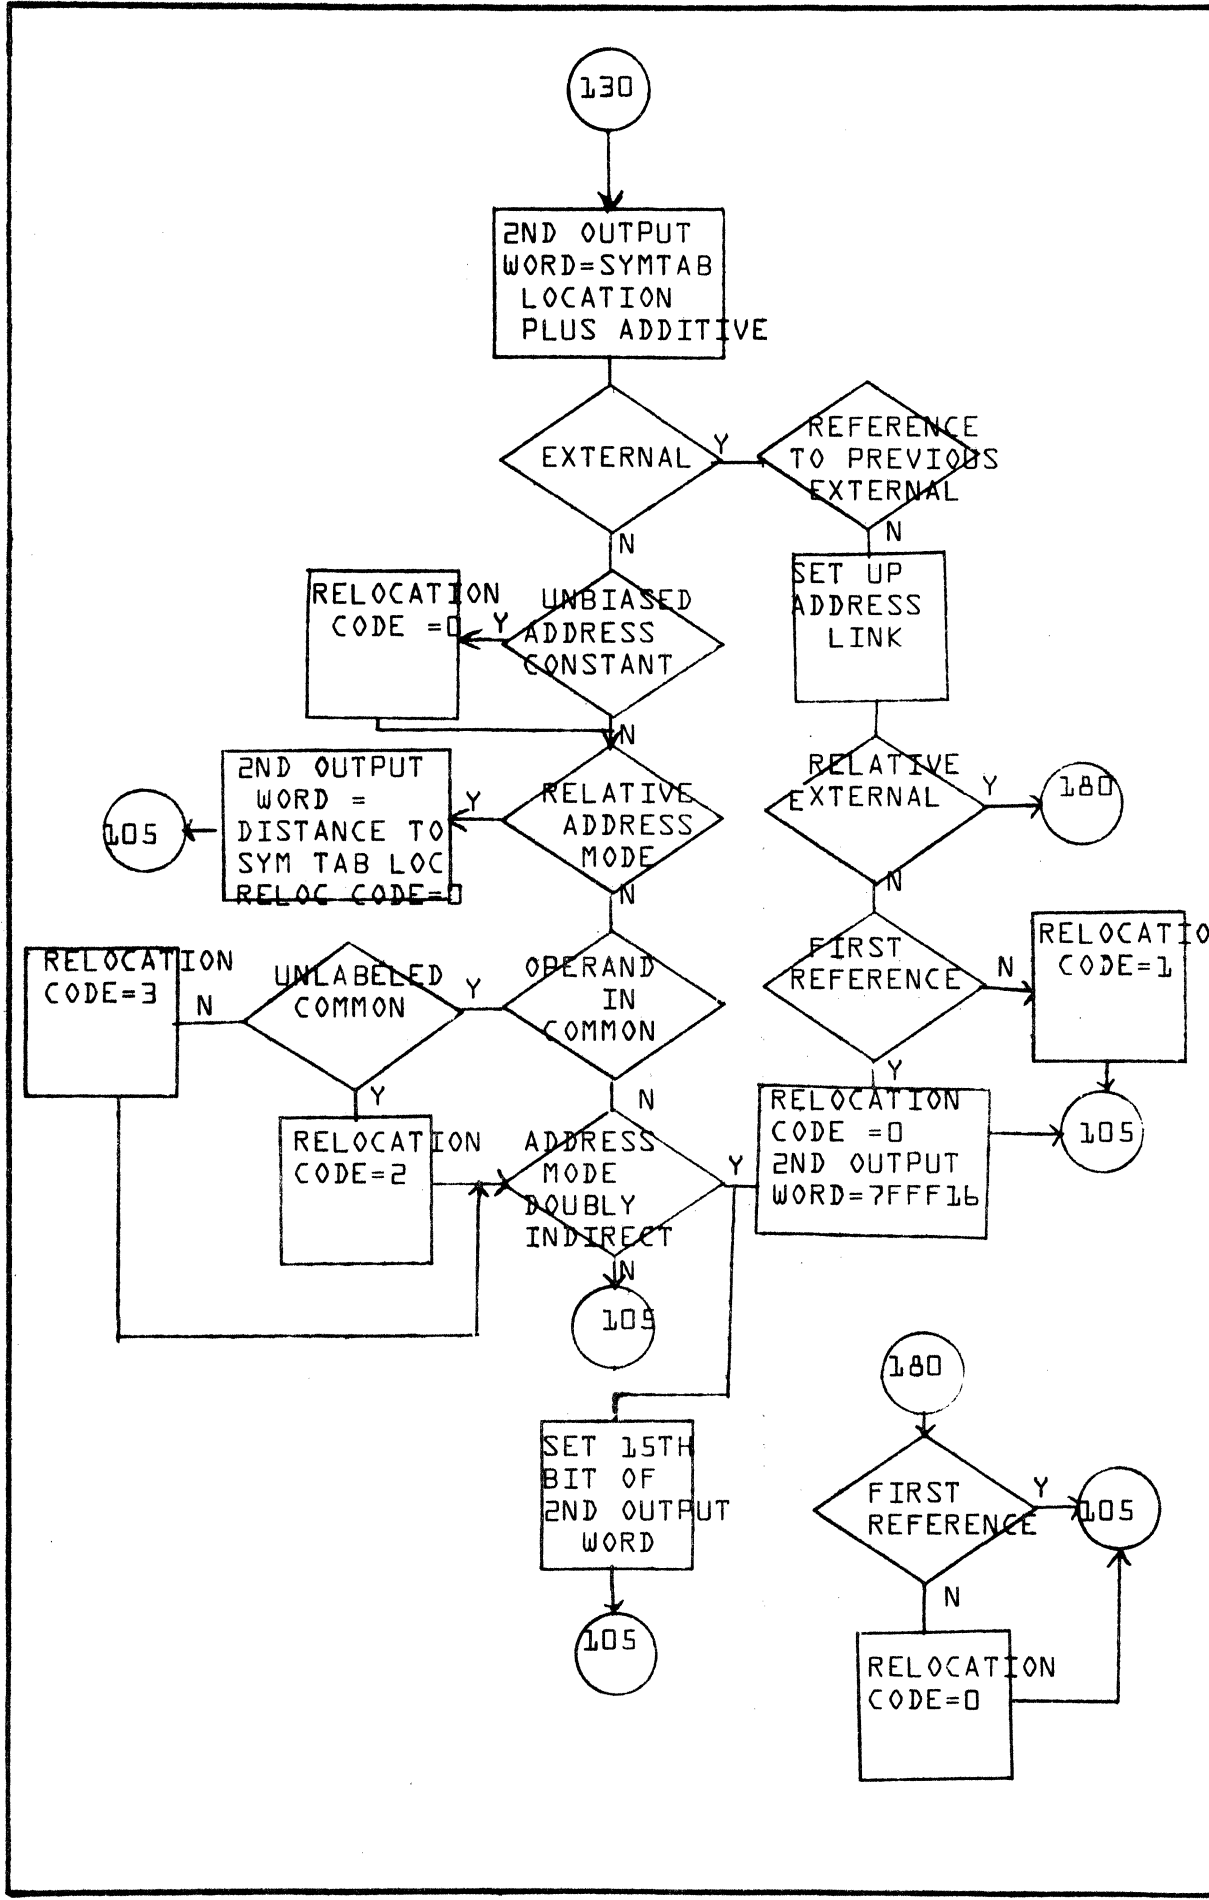 130
2ND OUTPUT
WORD=SYMTAB
LOCATION
PLUS ADDITIVE
EXTERNAL
Y
REFERENCE
TO PREVIOUS
EXTERNAL
N
N
SET UP
ADDRESS
LINK
RELOCATION
CODE =0
Y
UNBIASED
ADDRESS
CONSTANT
N
2ND OUTPUT
WORD =
DISTANCE TO
SYM TAB LOC
RELOC CODE=0
105
Y
RELATIVE
ADDRESS
MODE
N
RELATIVE
EXTERNAL
Y
180
N
RELOCATION
CODE=3
N
UNLABELED
COMMON
Y
Y
OPERAND
IN
COMMON
N
FIRST
REFERENCE
N
RELOCATIO
CODE=1
Y
105
RELOCATION
CODE=2
ADDRESS
MODE
DOUBLY
INDIRECT
Y
N
105
RELOCATION
CODE =0
2ND OUTPUT
WORD=7FFF16
SET 15TH
BIT OF
2ND OUTPUT
WORD
105
180
FIRST
REFERENCE
Y
105
N
RELOCATION
CODE=0